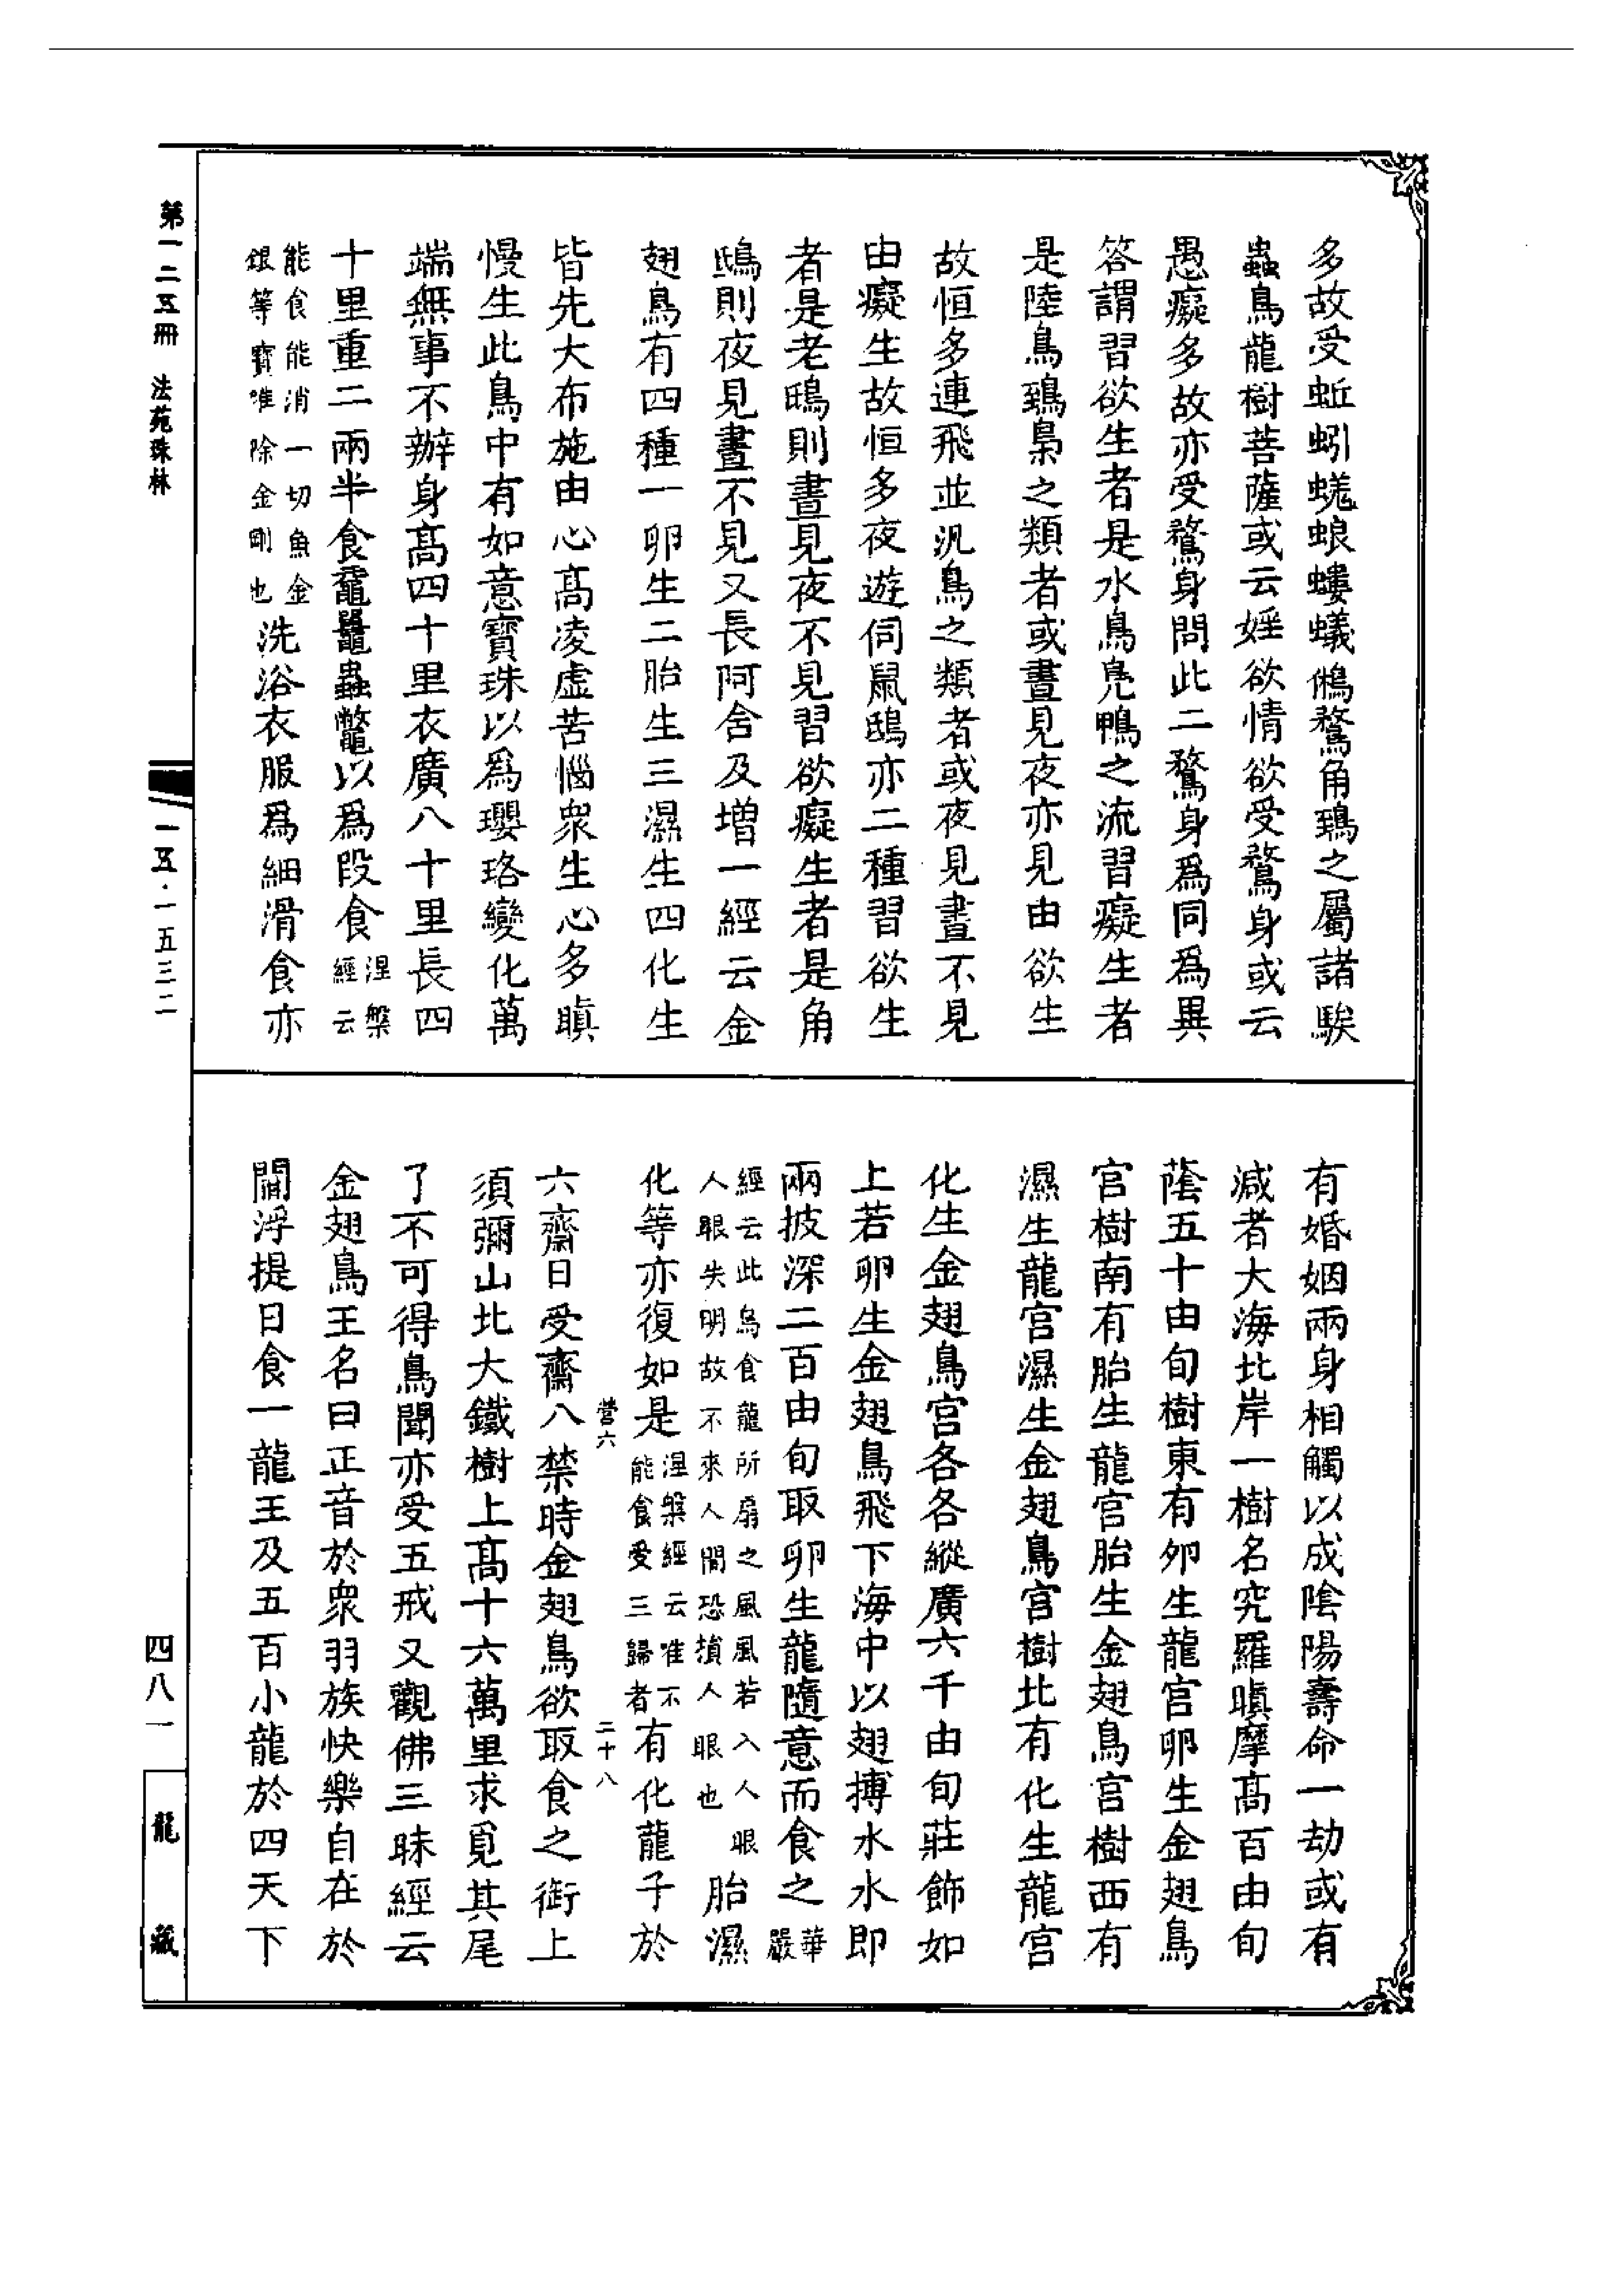 多故受蚯蚓蜣蜋螻蟻鵂鶖角鵄之屬諸騃
蟲鳥龍樹菩薩或云婬欲情欲受鶖身或云
愚癡多故亦受鶖身問此二鶖身爲同爲異
答謂習欲生者是水鳥鳧鴨之流習癡生者
是陸鳥鵄梟之類者或晝見夜亦見由欲生
故恒多連飛並汎鳥之類者或夜見晝不見
由癡生故恒多夜遊伺鼠鴟亦二種習欲生
者是老鴟則晝見夜不見習欲癡生者是角
鴟則夜見晝不見又長阿舍及增一經云金
翅鳥有四種一卵生二胎生三濕生四化生
皆先大布施由心高凌虛苦惱眾生心多瞋
慢生此鳥中有如意寶珠以爲瓔珞變化萬
端無事不辦身高四十里衣廣八十里長四
十里重二兩半食黿鼉蟲鼈以爲段食涅槃經云
能食能消一切魚金銀等寶唯除金剛也洗浴衣服爲細滑食亦
有婚姻兩身相觸以成陰陽壽命一劫或有
減者大海北岸一樹名究羅瞋摩高百由旬
蔭五十由旬樹東有卵生龍宮卵生金翅鳥
宮樹南有胎生龍宮胎生金翅鳥宮樹西有
濕生龍宮濕生金翅鳥宮樹北有化生龍宮
化生金翅鳥宮各各縱廣六千由旬莊飾如
上若卵生金翅鳥飛下海中以翅搏水水即
兩披深二百由旬取卵生龍隨意而食之華嚴
經云此鳥食龍所扇之風風若入人眼人眼失明故不來人間恐損人眼也胎濕
化等亦復如是涅槃經云唯不能食受三歸者有化龍子於
營六 二十八
六齋日受齋八禁時金翅鳥欲取食之銜上
須彌山北大鐵樹上高十六萬里求覓其尾
了不可得鳥聞亦受五戒又觀佛三昧經云
金翅鳥王名曰正音於眾羽族快樂自在於
閻浮提日食一龍王及五百小龍於四天下
第一二五冊 法苑珠林
一五·一五三二
四八一
龍藏